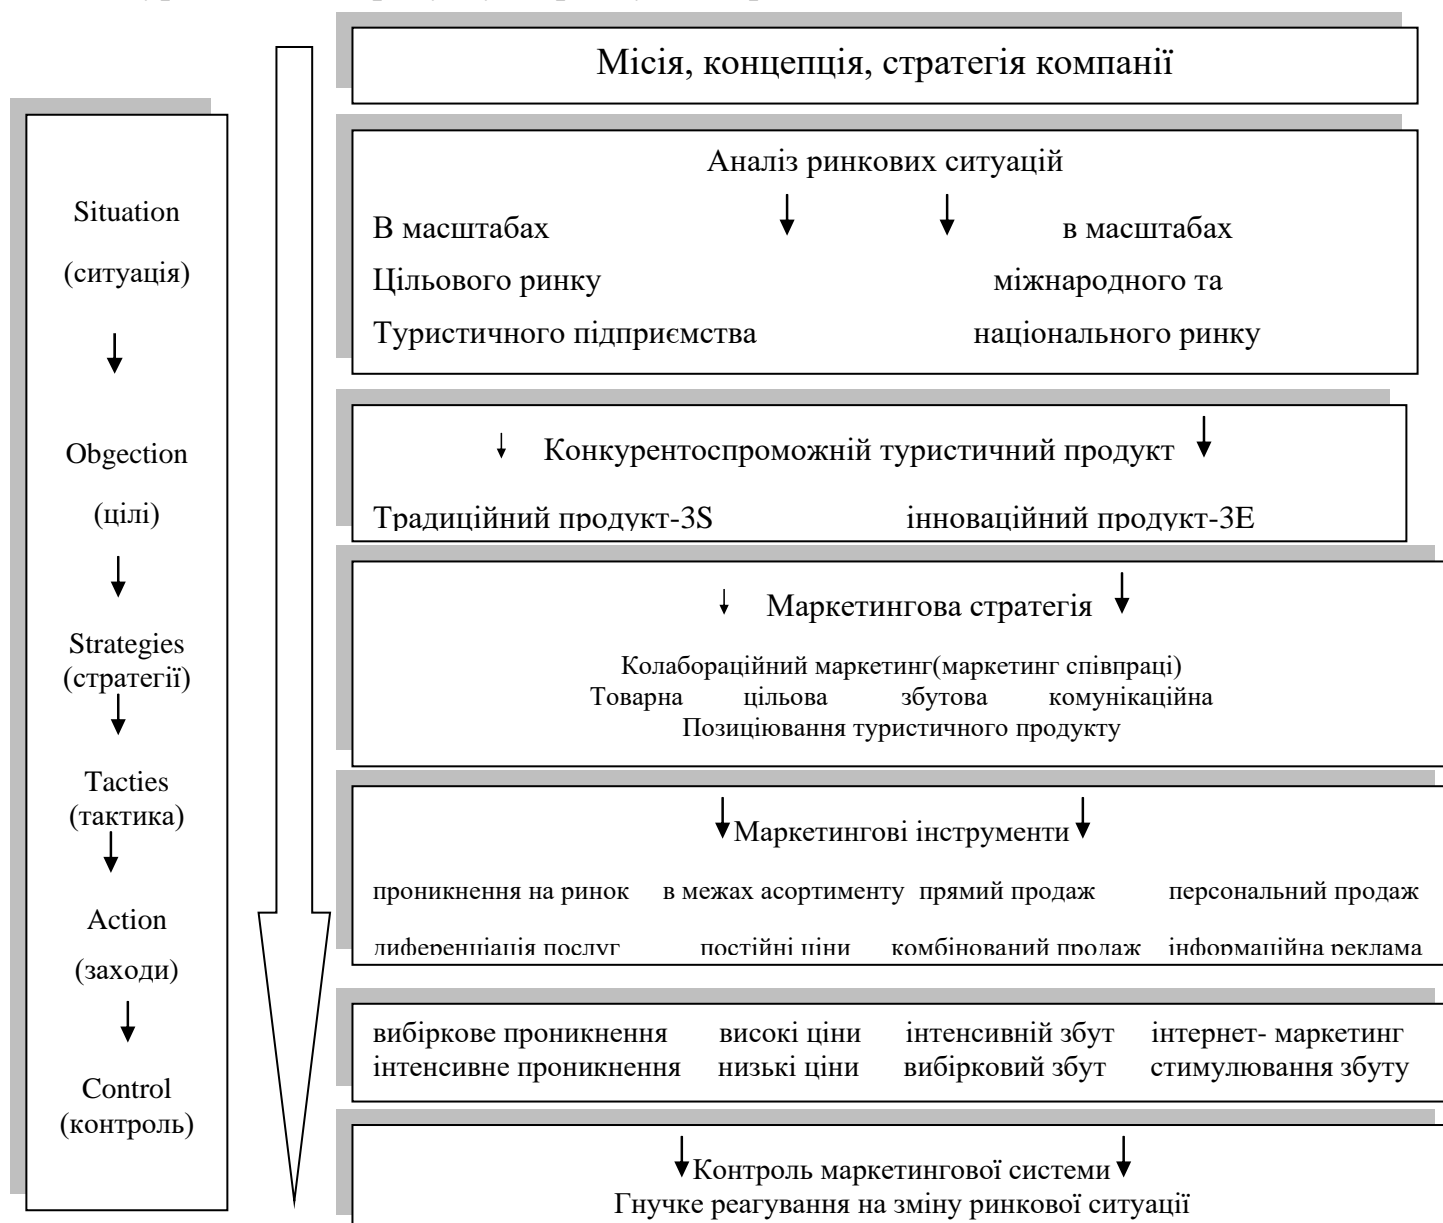 Місія, концепція, стратегія компанії
Situation
(ситуація)
Obgection
(цілі)
Strategies
(стратегії)
Tacties
(тактика)
Action
(заходи)
Control
(контроль)
Аналіз ринкових ситуацій
В масштабах в масштабах
Цільового ринку міжнародного та
Туристичного підприємства національного ринку
Конкурентоспроможній туристичний продукт
Традиційний продукт-3S інноваційний продукт-3Е
Маркетингова стратегія
Колабораційний маркетинг(маркетинг співпраці)
Товарна цільова збутова комунікаційна
Позиціювання туристичного продукту
Маркетингові інструменти
проникнення на ринок в межах асортименту прямий продаж персональний продаж
диференціація послуг постійні ціни комбінований продаж інформаційна реклама
вибіркове проникнення високі ціни інтенсивній збут інтернет- маркетинг
інтенсивне проникнення низькі ціни вибірковий збут стимулювання збуту
Контроль маркетингової системи
Гнучке реагування на зміну ринкової ситуації